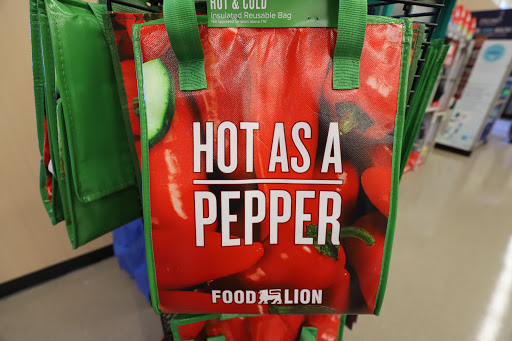 HOT & COLD
Insulated Reusable Bag
HOT AS A
PEPPER
FOOD LION